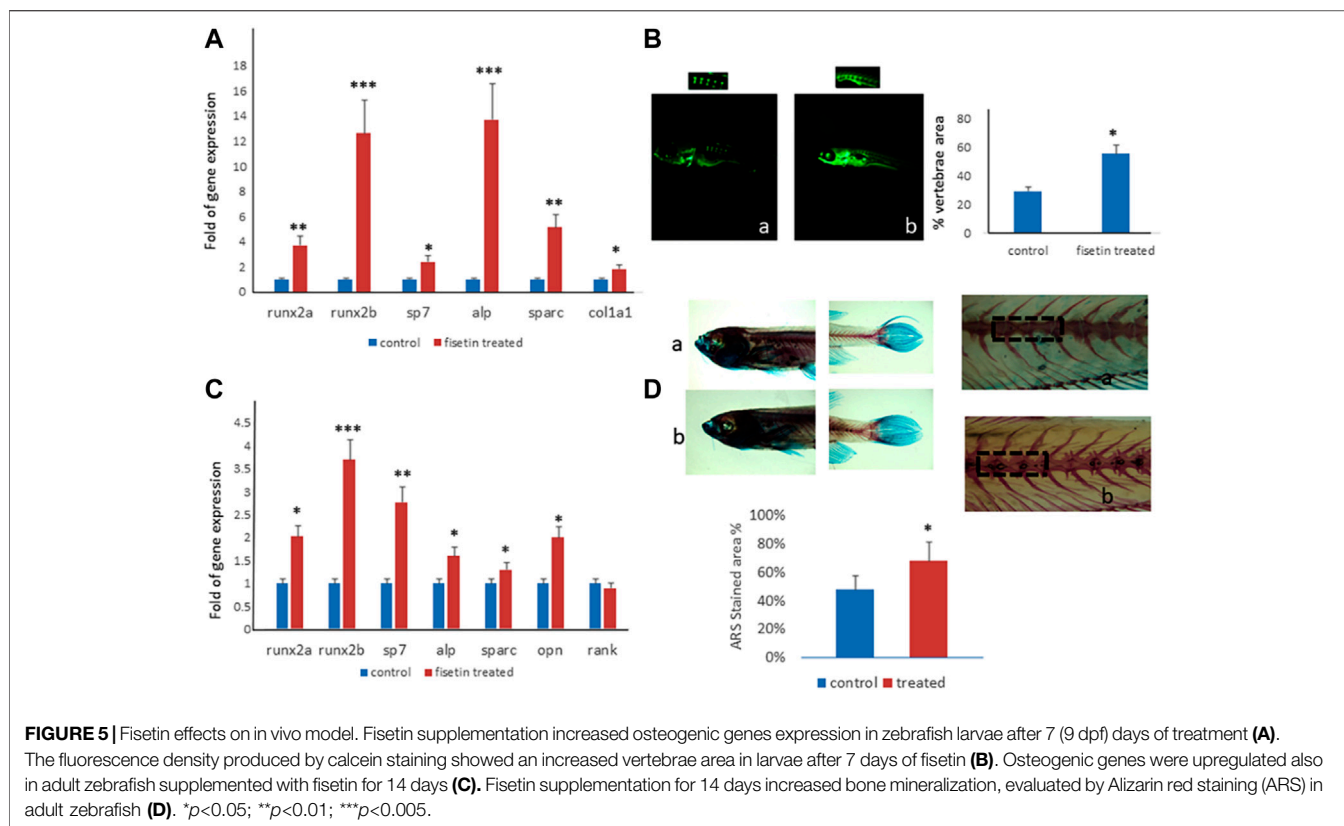 A
Fold of gene expression
18
16
14
12
10
8
6
4
2
0
**
***
*
***
**
*
runx2a runx2b sp7 alp sparc col1a1
control fisetin treated
B
a
b
% vertebrae area
80
60
40
20
0
*
control fisetin treated
C
Fold of gene expression
4.5
4
3.5
3
2.5
2
1.5
1
0.5
0
*
***
**
*
*
*
runx2a runx2b sp7 alp sparc opn rank
control fisetin treated
D
a
b
a
b
ARS Stained area %
100%
80%
60%
40%
20%
0%
*
control treated
FIGURE 5 | Fisetin effects on in vivo model. Fisetin supplementation increased osteogenic genes expression in zebrafish larvae after 7 (9 dpf) days of treatment (A).
The fluorescence density produced by calcein staining showed an increased vertebrae area in larvae after 7 days of fisetin (B). Osteogenic genes were upregulated also
in adult zebrafish supplemented with fisetin for 14 days (C). Fisetin supplementation for 14 days increased bone mineralization, evaluated by Alizarin red staining (ARS) in
adult zebrafish (D). *p<0.05; **p<0.01; ***p<0.005.